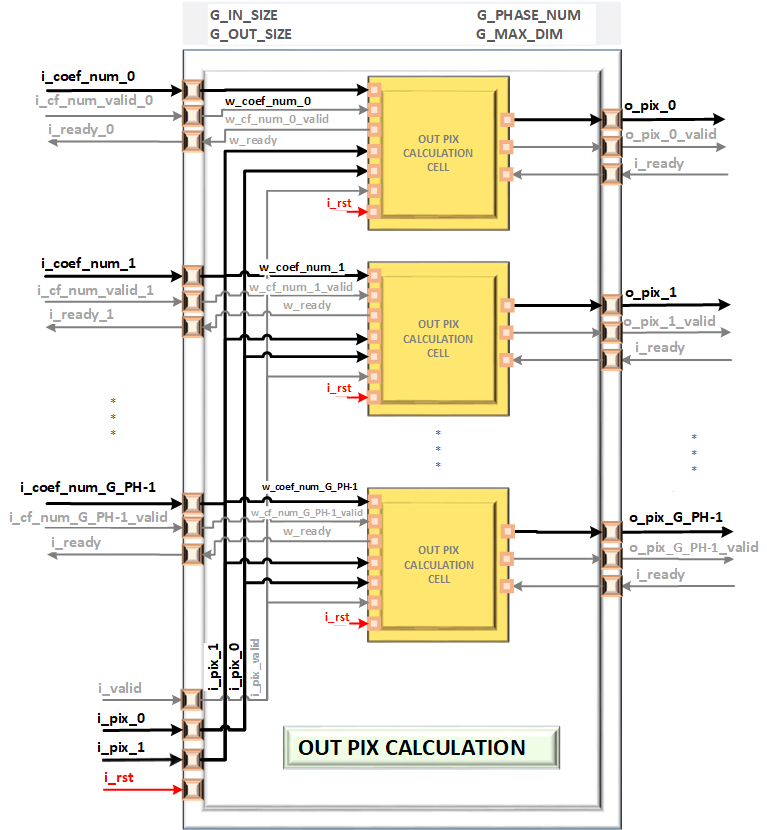 G_IN_SIZE G_PHASE_NUM
G_OUT_SIZE G_MAX_DIM
i_coef_num_0
i_cf_num_valid_0
i_ready_0
w_coef_num_0
w_cf_num_0_valid
w_ready
i_rst
OUT PIX
CALCULATION
CELL
o_pix_0
o_pix_0_valid
i_ready
i_coef_num_1
i_cf_num_valid_1
i_ready_1
w_coef_num_1
w_cf_num_1_valid
w_ready
i_rst
OUT PIX
CALCULATION
CELL
o_pix_1
o_pix_1_valid
i_ready
*
*
*
*
*
*
*
*
*
i_coef_num_G_PH-1
i_cf_num_G_PH-1_valid
i_ready
w_coef_num_G_PH-1
w_cf_num_G_PH-1_valid
w_ready
i_rst
OUT PIX
CALCULATION
CELL
o_pix_G_PH-1
o_pix_G_PH-1_valid
i_ready
i_pix_1
i_pix_0
i_pix_valid
i_valid
i_pix_0
i_pix_1
i_rst
OUT PIX CALCULATION